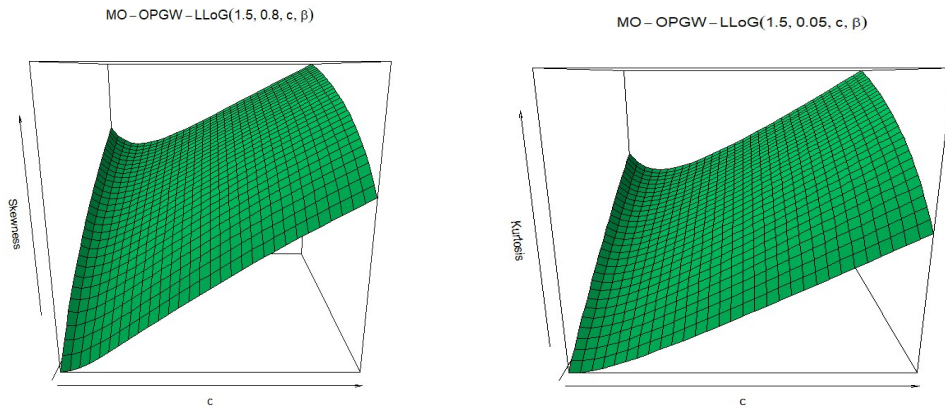 MO-OPGW-LLoG(1.5, 0.8, c, β)
Skewness
c
MO-OPGW-LLoG(1.5, 0.05, c, β)
Kurtosis
c